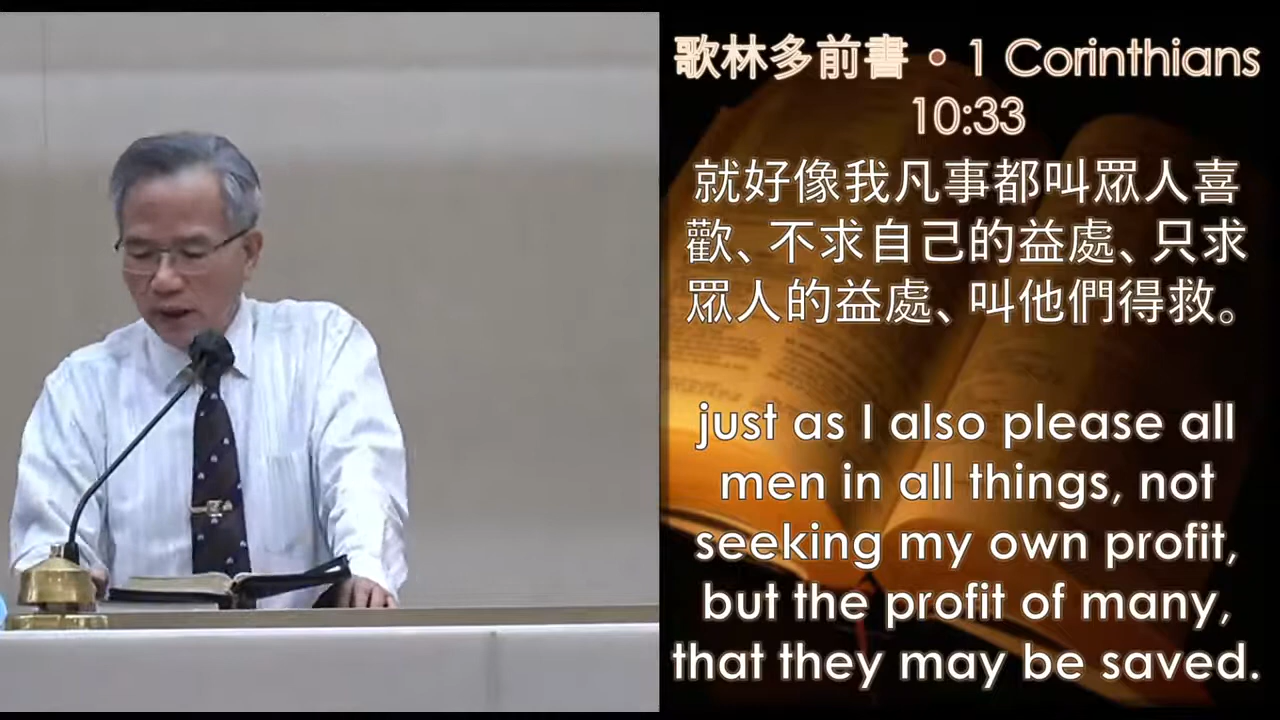 歌林多前書 • 1 Corinthians
10:33
就好像我凡事都叫眾人喜
歡、不求自己的益處、只求
眾人的益處、叫他們得救。
just as I also please all
men in all things, not
seeking my own profit,
but the profit of many,
that they may be saved.